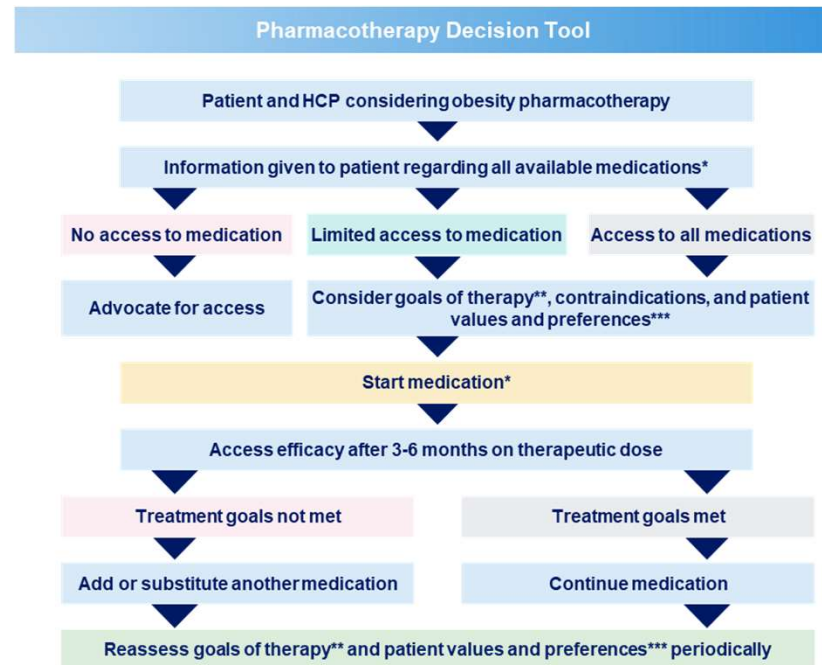 Pharmacotherapy Decision Tool
Patient and HCP considering obesity pharmacotherapy
Information given to patient regarding all available medications*
No access to medication
Limited access to medication
Access to all medications
Advocate for access
Consider goals of therapy**, contraindications, and patient
values and preferences***
Start medication*
Access efficacy after 3-6 months on therapeutic dose
Treatment goals not met
Treatment goals met
Add or substitute another medication
Continue medication
Reassess goals of therapy** and patient values and preferences*** periodically